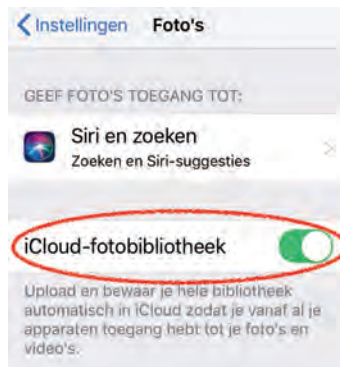 Instellingen Foto's
GEEF FOTO'S TOEGANG TOT:
Siri en zoeken
Zoeken en Siri-suggesties
iCloud-fotobibliotheek
Upload en bewaar je hele bibliotheek
automatisch in iCloud zodat je vanaf al je
apparaten toegang hebt tot je foto's en
video's.